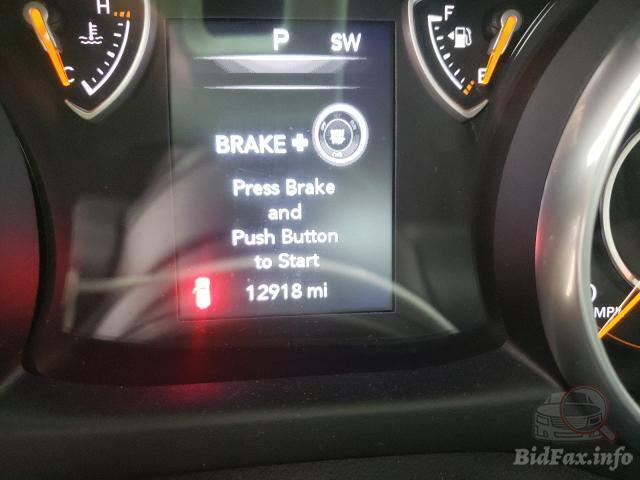 H
F
P SW
C
E
BRAKE +
Press Brake
and
Push Button
to Start
12918 mi
MPH
BidFax.info